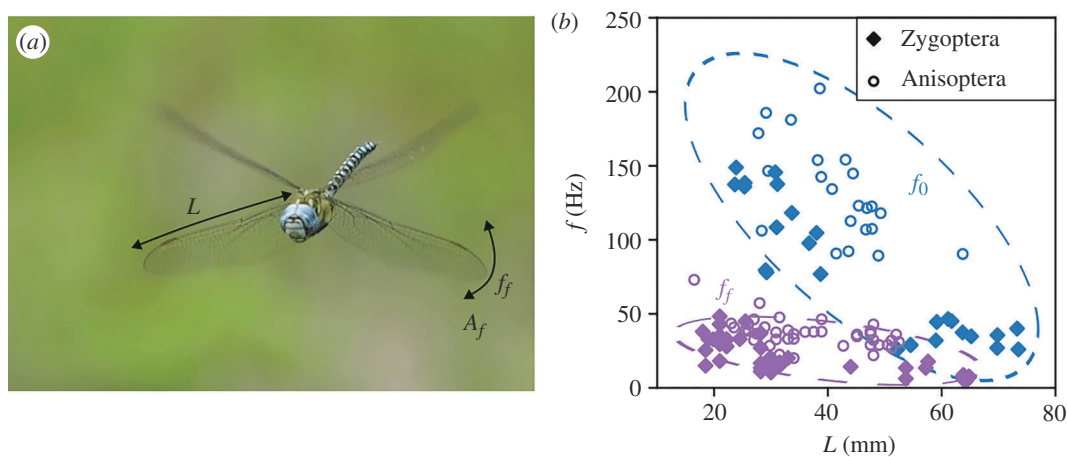 (a)
L
f_f
A_f
(b)
250
200
150
100
50
0
f (Hz)
Zygoptera
Anisoptera
f_0
f_f
20
40
60
80
L (mm)